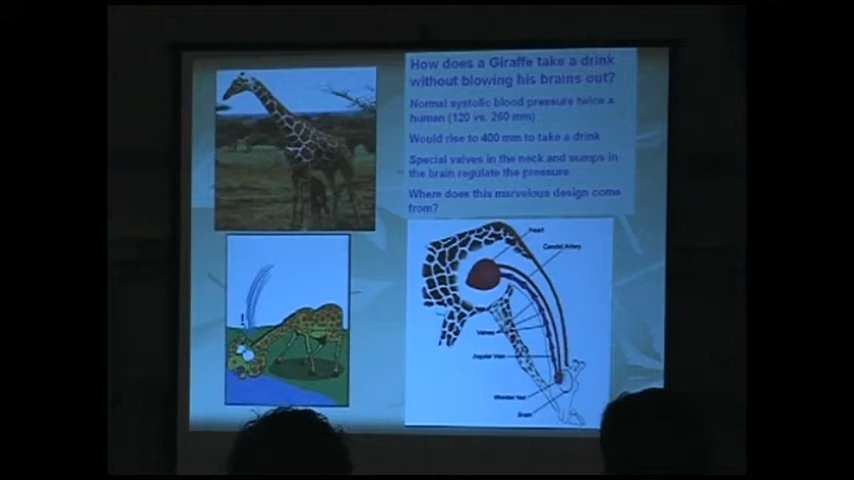 How does a Giraffe take a drink
without blowing his brains out?
Normal systolic blood pressure twice a
human (120 vs. 260 mm)
Would rise to 400 mm to take a drink
Special valves in the neck and sumps in
the brain regulate the pressure
Where does this marvelous design come
from?
Heart
Carotid Artery
Valves
Jugular Vein
Wonder Net
Brain